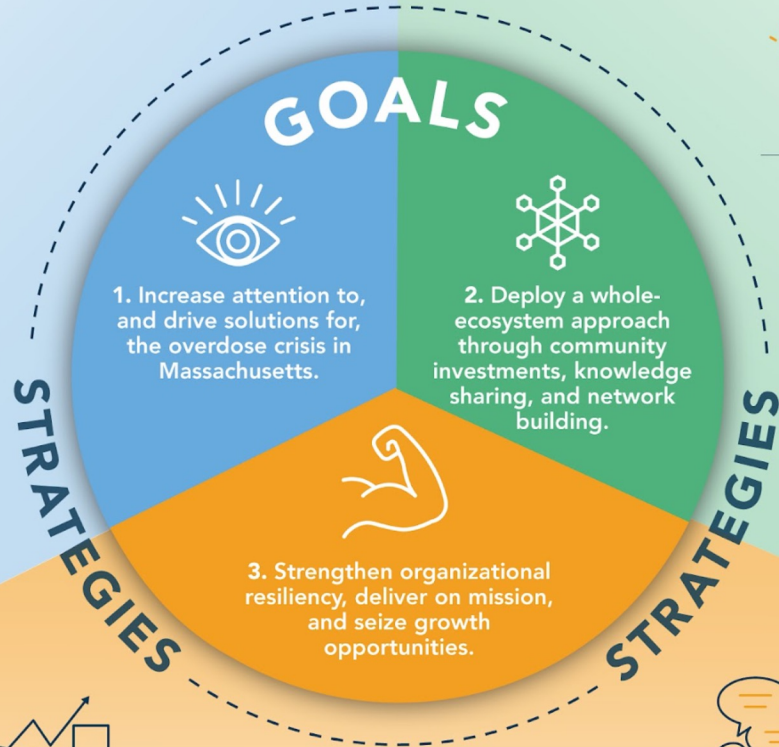 GOALS
1. Increase attention to,
and drive solutions for,
the overdose crisis in
Massachusetts.
2. Deploy a whole-
ecosystem approach
through community
investments, knowledge
sharing, and network
building.
3. Strengthen organizational
resiliency, deliver on mission,
and seize growth
opportunities.
STRATEGIES
STRATEGIES